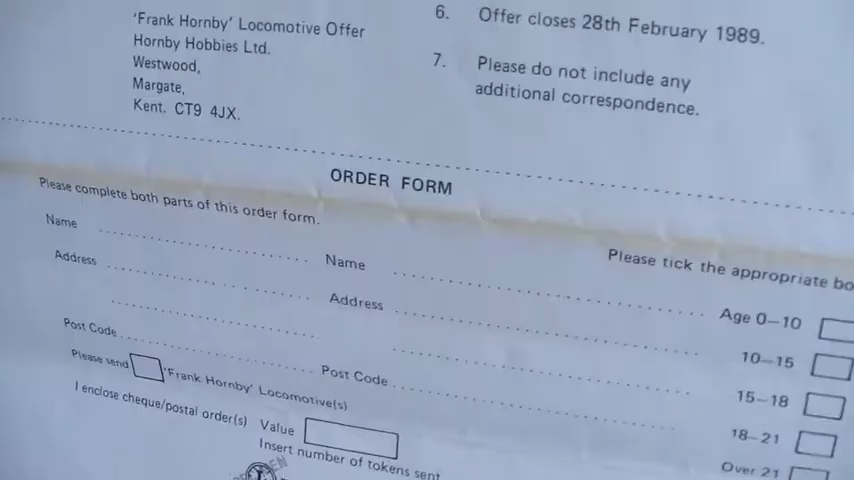 'Frank Hornby' Locomotive Offer
Hornby Hobbies Ltd.
Westwood,
Margate,
Kent. CT9 4JX.
6. Offer closes 28th February 1989.
7. Please do not include any
additional correspondence.
ORDER FORM
Please complete both parts of this order form.
Name
Address
Post Code
Please send 'Frank Hornby' Locomotive(s)
I enclose cheque/postal order(s) Value
Insert number of tokens sent
Name
Address
Post Code
Please tick the appropriate bo
Age 0–10
10–15
15–18
18–21
Over 21